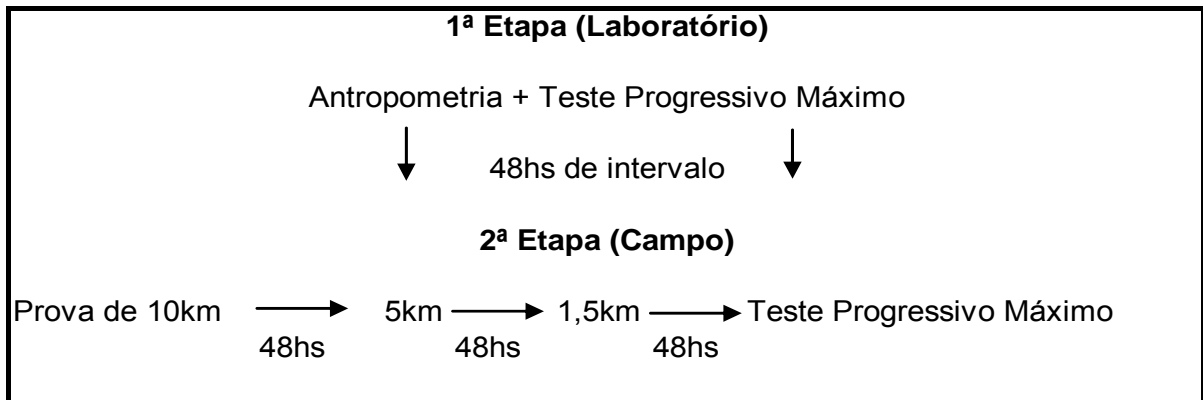 1ª Etapa (Laboratório)
Antropometria + Teste Progressivo Máximo
48hs de intervalo
2ª Etapa (Campo)
Prova de 10km 5km 1,5km Teste Progressivo Máximo
48hs 48hs 48hs